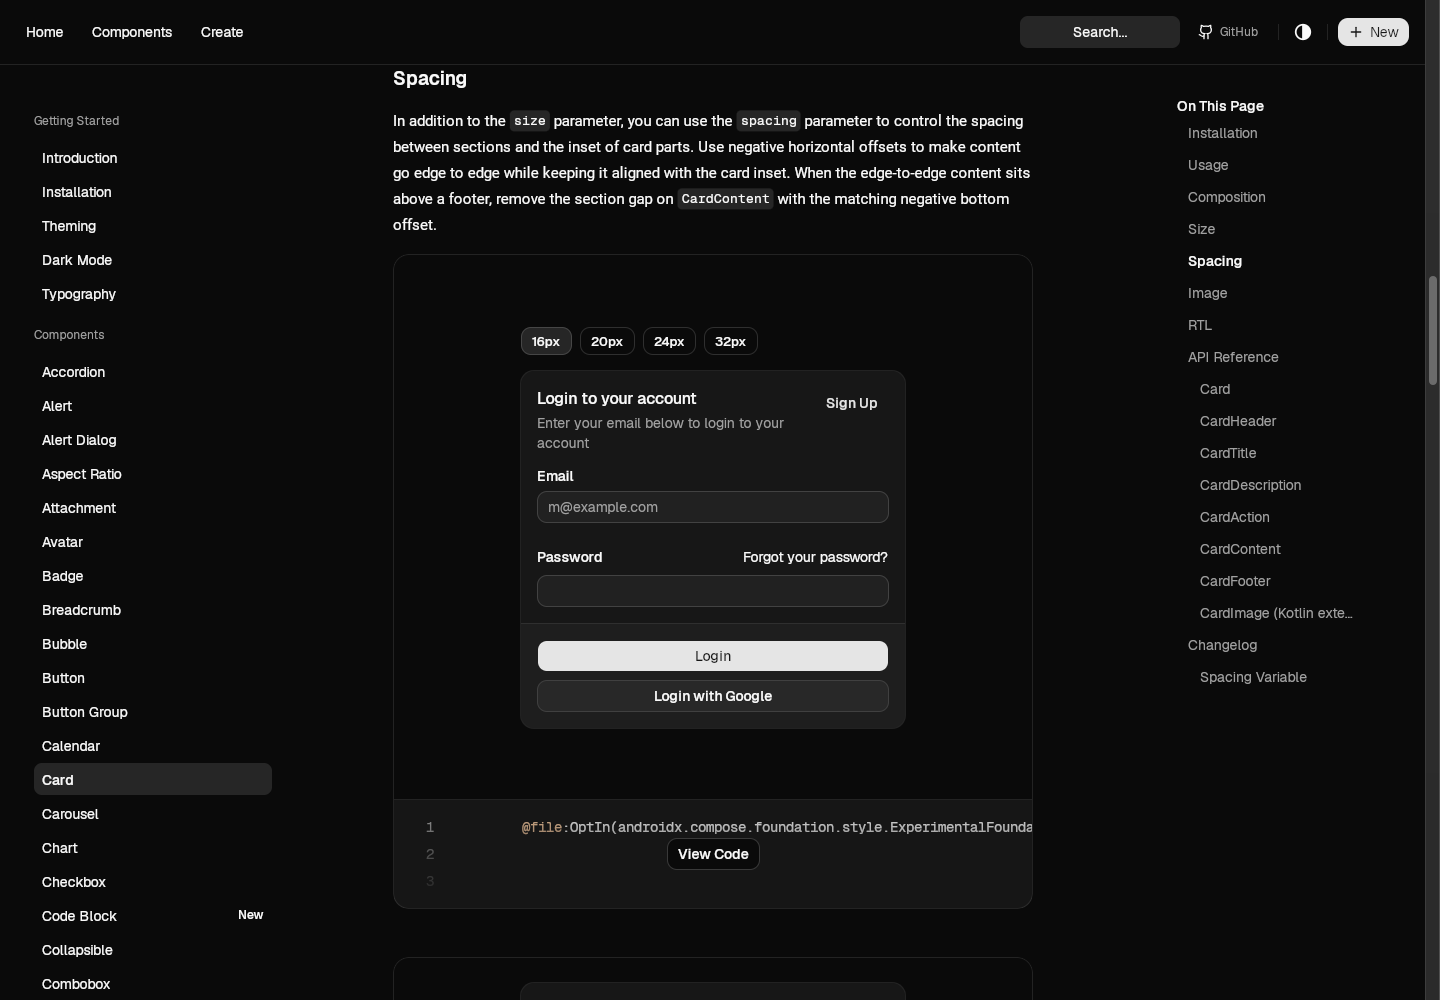 Home
Components
Create
Search...
GitHub
New
Getting Started
Introduction
Installation
Theming
Dark Mode
Typography
Components
Accordion
Alert
Alert Dialog
Aspect Ratio
Attachment
Avatar
Badge
Breadcrumb
Bubble
Button
Button Group
Calendar
Card
Carousel
Chart
Checkbox
Code Block New
Collapsible
Combobox
Spacing
In addition to the size parameter, you can use the spacing parameter to control the spacing
between sections and the inset of card parts. Use negative horizontal offsets to make content
go edge to edge while keeping it aligned with the card inset. When the edge-to-edge content sits
above a footer, remove the section gap on CardContent with the matching negative bottom
offset.
16px 20px 24px 32px
Login to your account
Sign Up
Enter your email below to login to your
account
Email
m@example.com
Password
Forgot your password?
Login
Login with Google
1 @file:OptIn(androidx.compose.foundation.style.ExperimentalFounda
2
View Code
3
On This Page
Installation
Usage
Composition
Size
Spacing
Image
RTL
API Reference
Card
CardHeader
CardTitle
CardDescription
CardAction
CardContent
CardFooter
CardImage (Kotlin exte...
Changelog
Spacing Variable